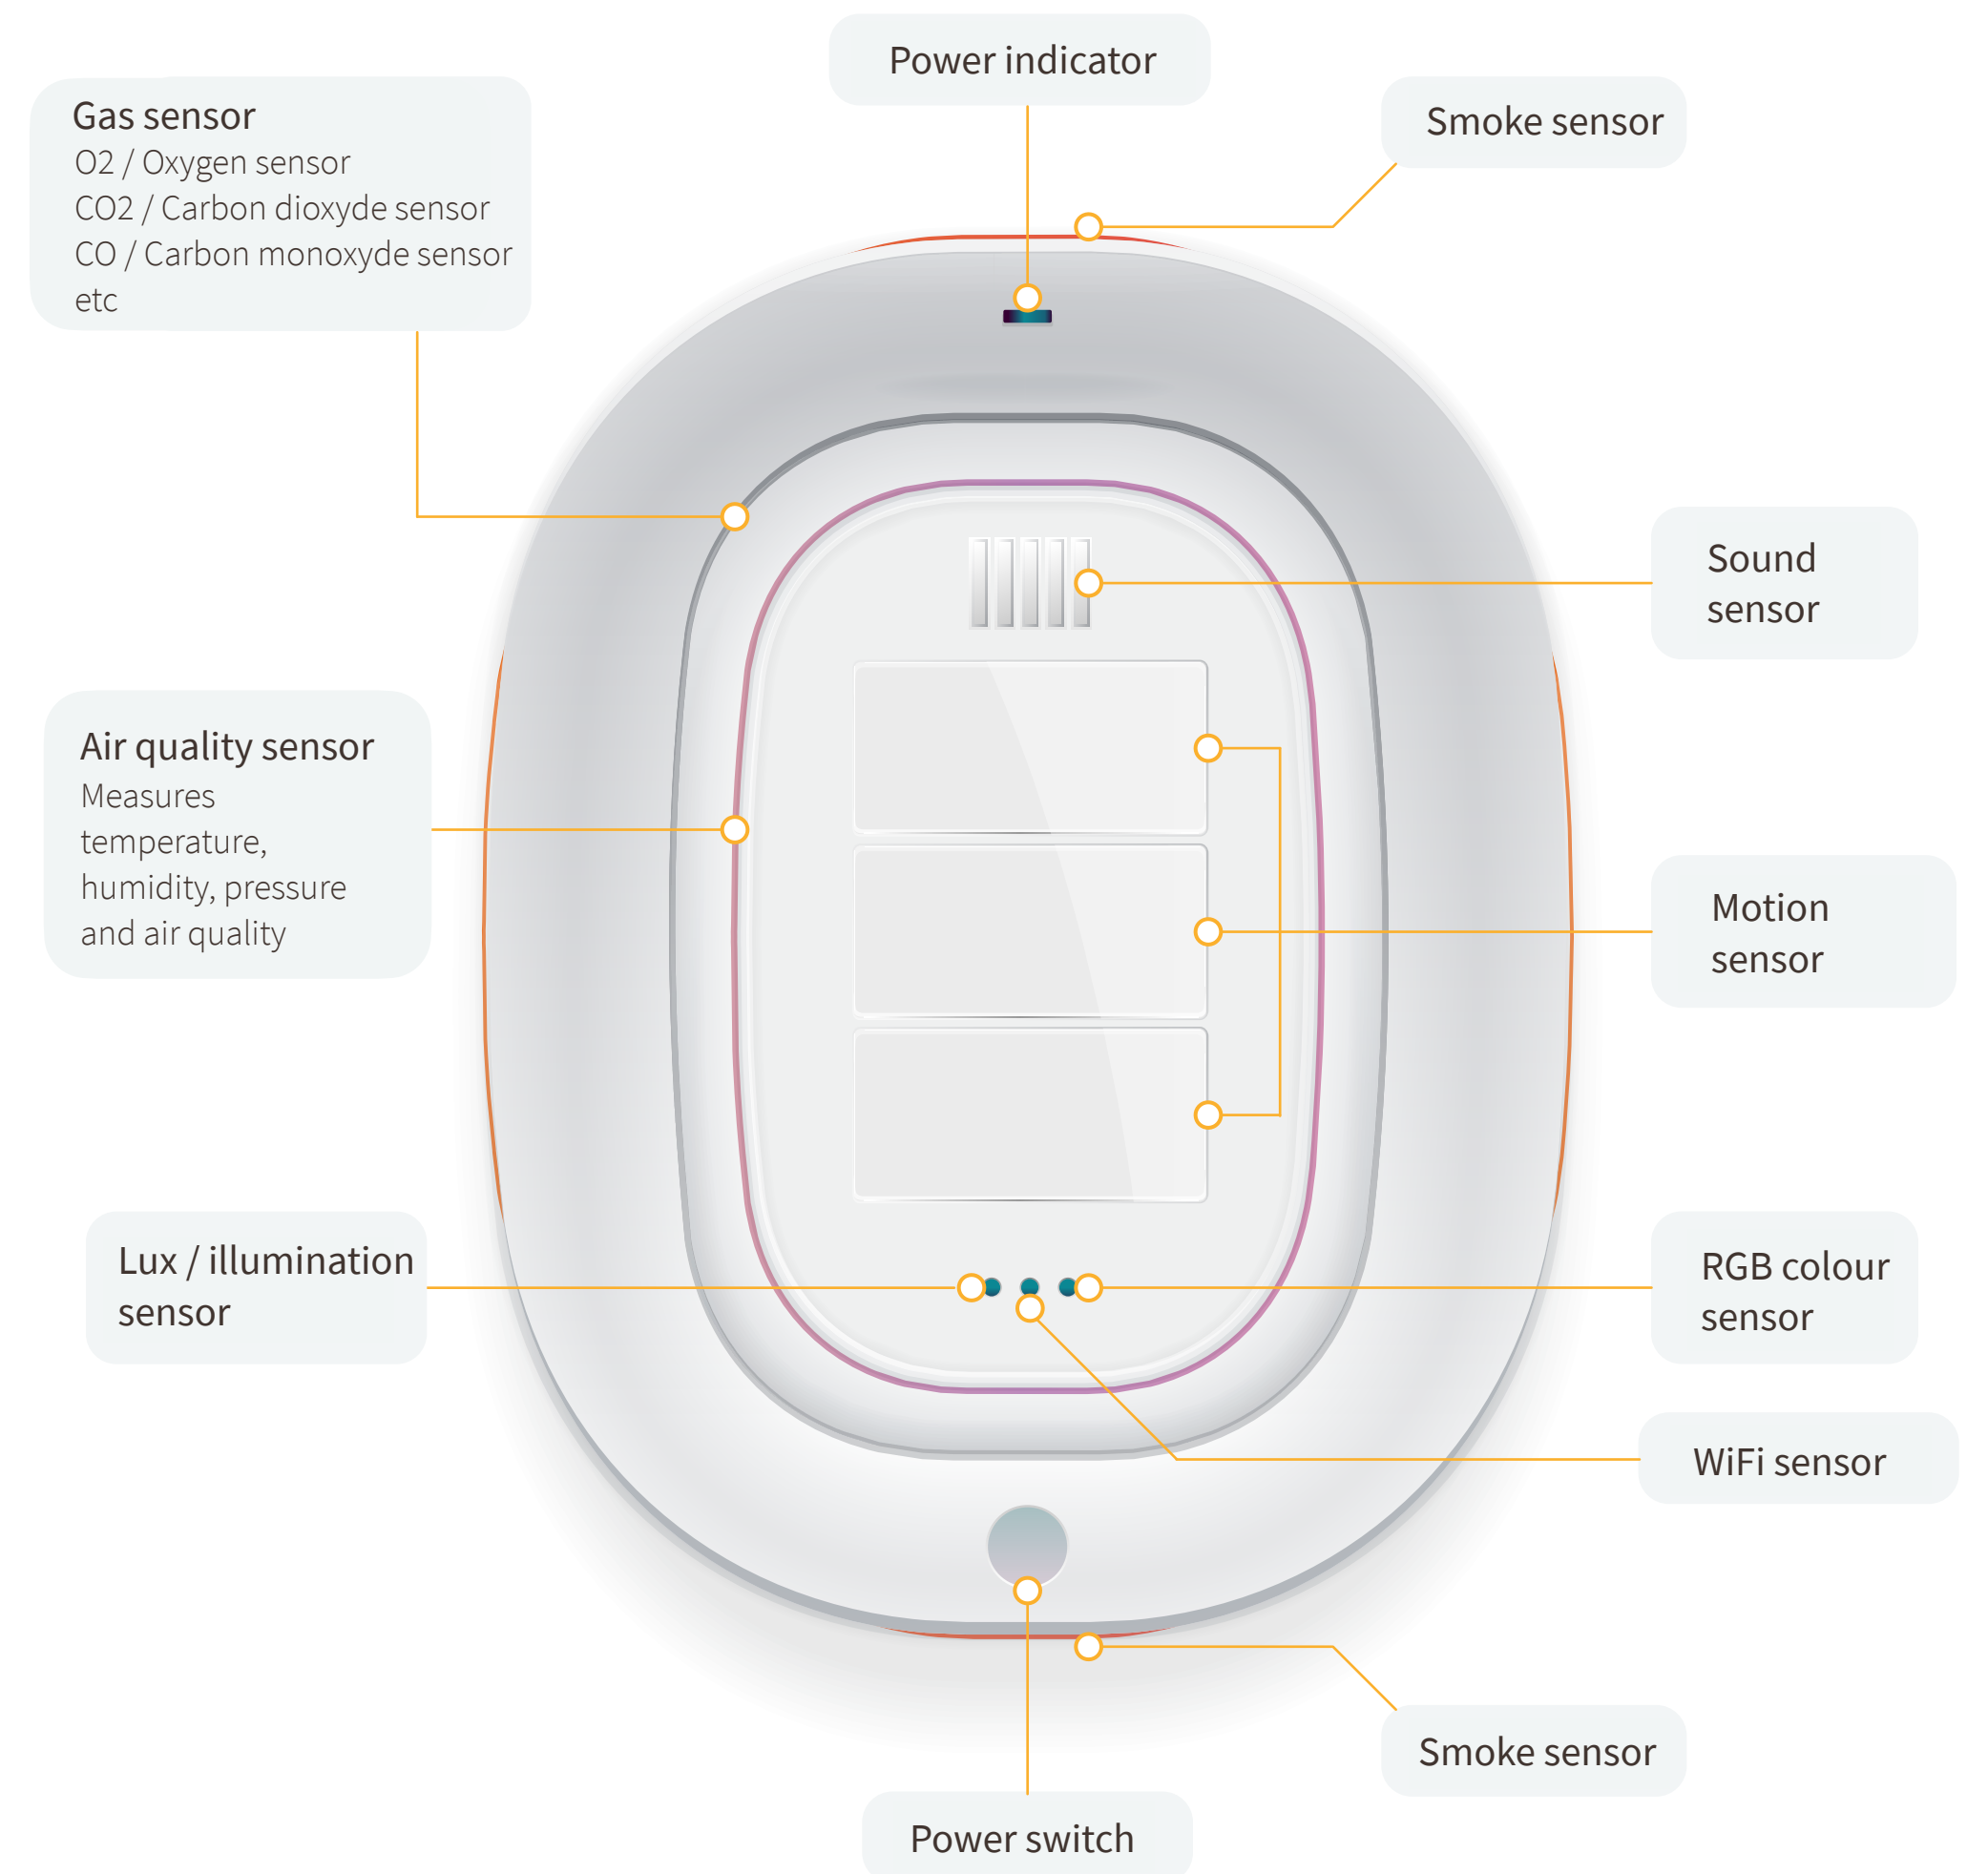 Power indicator
Smoke sensor
Gas sensor
O2 / Oxygen sensor
CO2 / Carbon dioxyde sensor
CO / Carbon monoxyde sensor
etc
Sound
sensor
Air quality sensor
Measures
temperature,
humidity, pressure
and air quality
Motion
sensor
Lux / illumination
sensor
RGB colour
sensor
WiFi sensor
Smoke sensor
Power switch